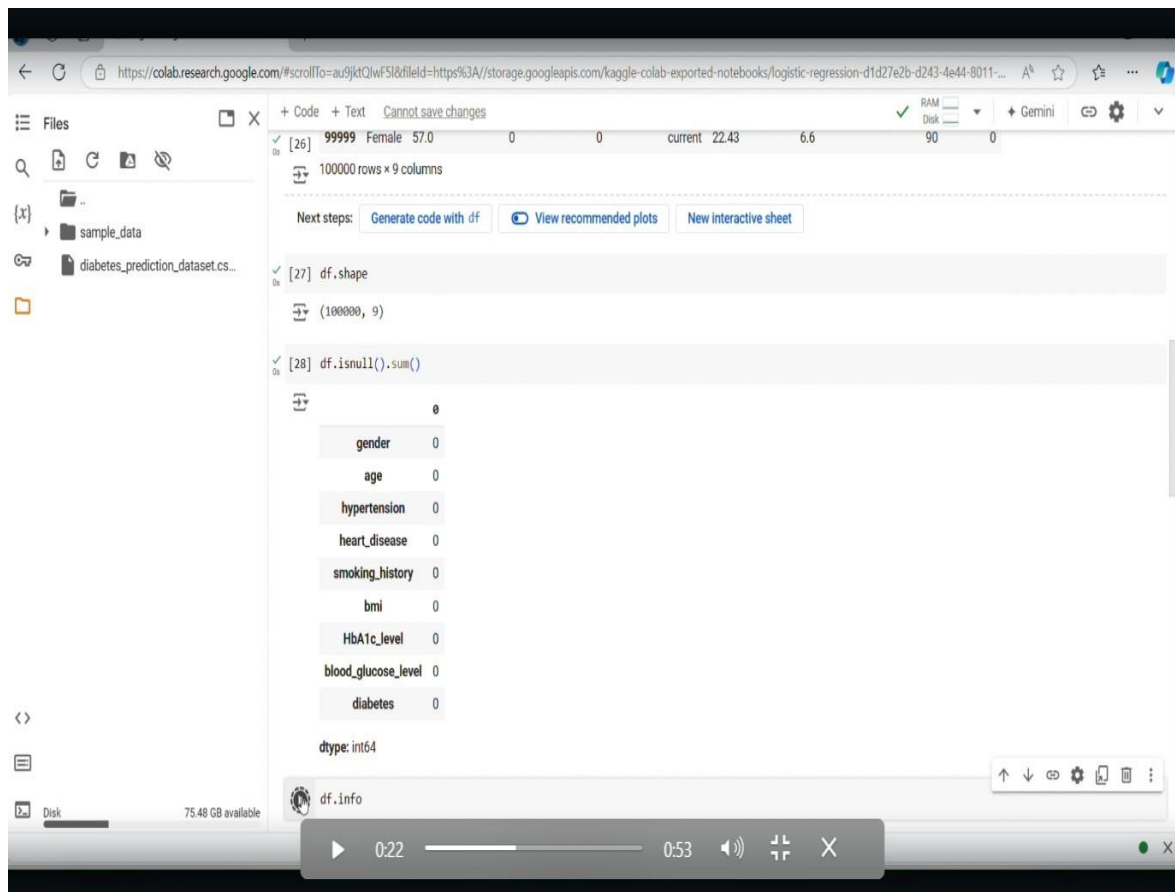 https://colab.research.google.com/#scrollTo=au9jktQIwF5l&fileId=https%3A//storage.googleapis.com/kaggle-colab-exported-notebooks/logistic-regression-d1d27e2b-d243-4e44-8011-...
Files
+ Code + Text Cannot save changes
RAM
Disk
Gemini
[26] 99999 Female 57.0 0 0 current 22.43 6.6 90 0
0s
100000 rows × 9 columns
..
Next steps: Generate code with df View recommended plots New interactive sheet
{x}
sample_data
diabetes_prediction_dataset.cs...
[27] df.shape
0s
(100000, 9)
[28] df.isnull().sum()
0s
0
gender 0
age 0
hypertension 0
heart_disease 0
smoking_history 0
bmi 0
HbA1c_level 0
blood_glucose_level 0
diabetes 0
dtype: int64
df.info
Disk 75.48 GB available
0:22 0:53